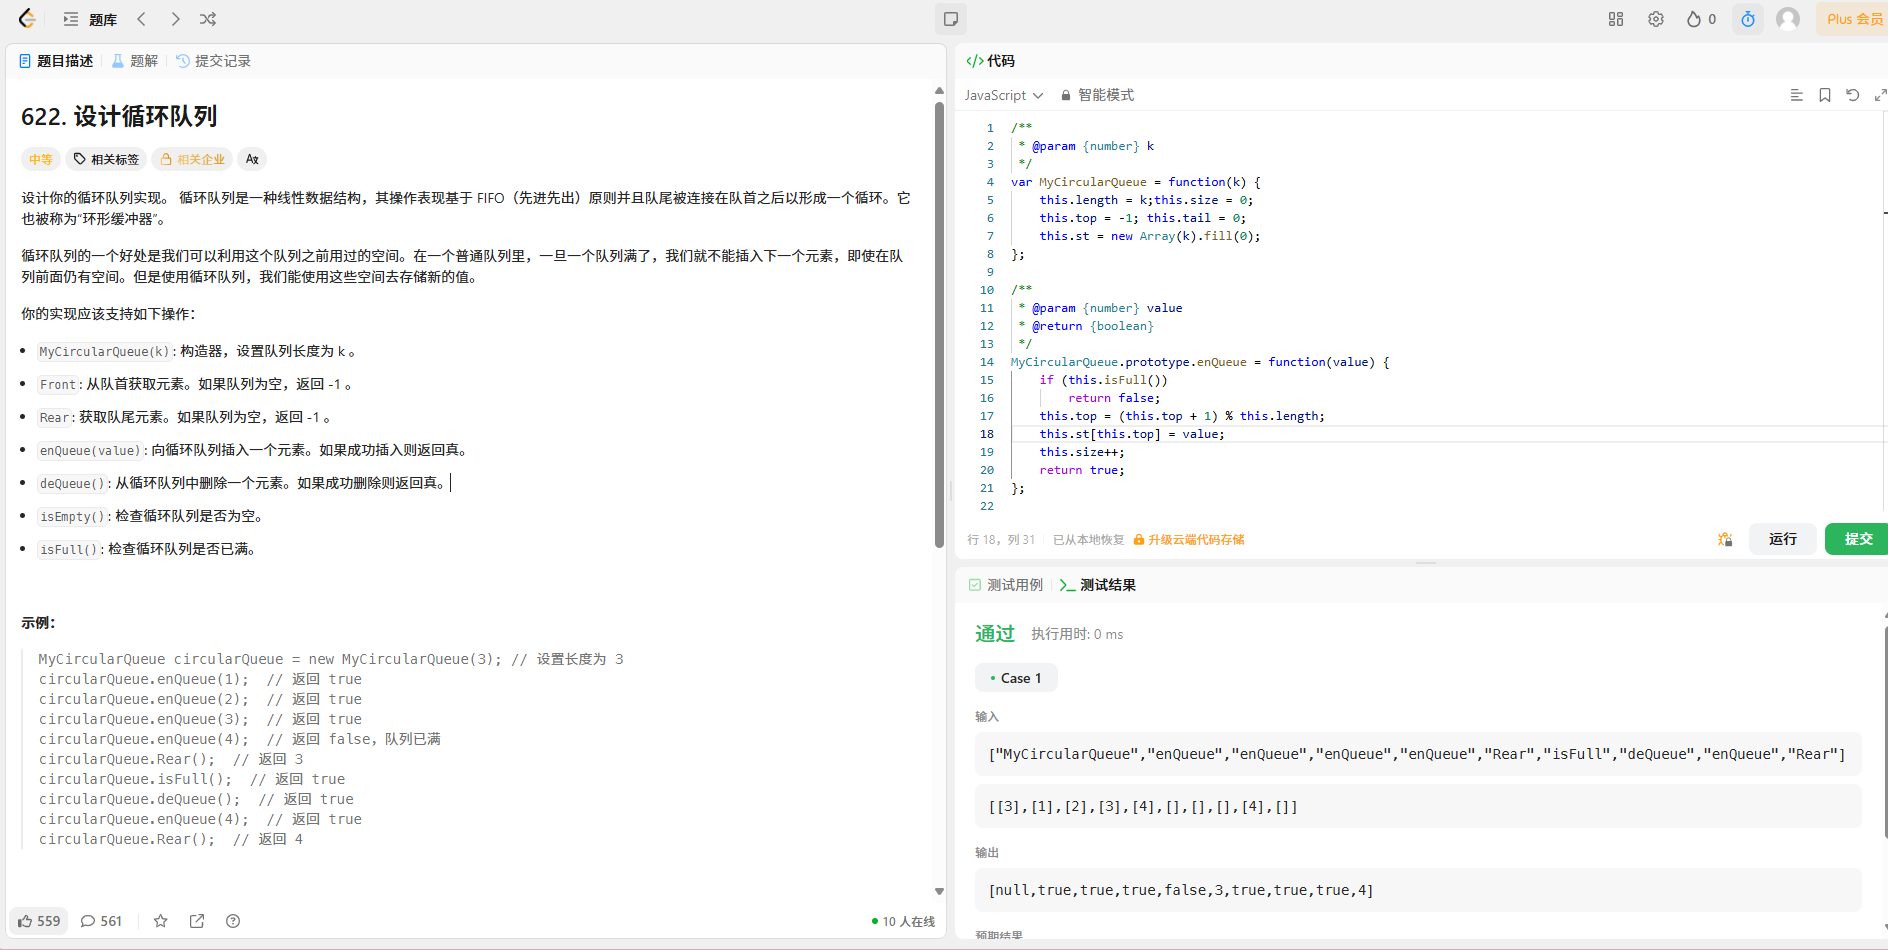 题库
0
Plus 会员
题目描述
题解
提交记录
622. 设计循环队列
中等
相关标签
相关企业
设计你的循环队列实现。 循环队列是一种线性数据结构，其操作表现基于 FIFO（先进先出）原则并且队尾被连接在队首之后以形成一个循环。它
也被称为“环形缓冲器”。
循环队列的一个好处是我们可以利用这个队列之前用过的空间。在一个普通队列里，一旦一个队列满了，我们就不能插入下一个元素，即使在队
列前面仍有空间。但是使用循环队列，我们能使用这些空间去存储新的值。
你的实现应该支持如下操作：
MyCircularQueue(k): 构造器，设置队列长度为 k 。
Front: 从队首获取元素。如果队列为空，返回 -1 。
Rear: 获取队尾元素。如果队列为空，返回 -1 。
enQueue(value): 向循环队列插入一个元素。如果成功插入则返回真。
deQueue(): 从循环队列中删除一个元素。如果成功删除则返回真。
isEmpty(): 检查循环队列是否为空。
isFull(): 检查循环队列是否已满。
示例：
MyCircularQueue circularQueue = new MyCircularQueue(3); // 设置长度为 3
circularQueue.enQueue(1);  // 返回 true
circularQueue.enQueue(2);  // 返回 true
circularQueue.enQueue(3);  // 返回 true
circularQueue.enQueue(4);  // 返回 false，队列已满
circularQueue.Rear();  // 返回 3
circularQueue.isFull();  // 返回 true
circularQueue.deQueue();  // 返回 true
circularQueue.enQueue(4);  // 返回 true
circularQueue.Rear();  // 返回 4
559
561
10 人在线
</> 代码
JavaScript
智能模式
1 /**
2  * @param {number} k
3  */
4 var MyCircularQueue = function(k) {
5     this.length = k;this.size = 0;
6     this.top = -1; this.tail = 0;
7     this.st = new Array(k).fill(0);
8 };
9
10 /**
11  * @param {number} value
12  * @return {boolean}
13  */
14 MyCircularQueue.prototype.enQueue = function(value) {
15     if (this.isFull())
16         return false;
17     this.top = (this.top + 1) % this.length;
18     this.st[this.top] = value;
19     this.size++;
20     return true;
21 };
22
行 18，列 31
已从本地恢复
升级云端代码存储
运行
提交
测试用例
测试结果
通过
执行用时: 0 ms
Case 1
输入
["MyCircularQueue","enQueue","enQueue","enQueue","enQueue","Rear","isFull","deQueue","enQueue","Rear"]
[[3],[1],[2],[3],[4],[],[],[],[4],[]]
输出
[null,true,true,true,false,3,true,true,true,4]
预期结果